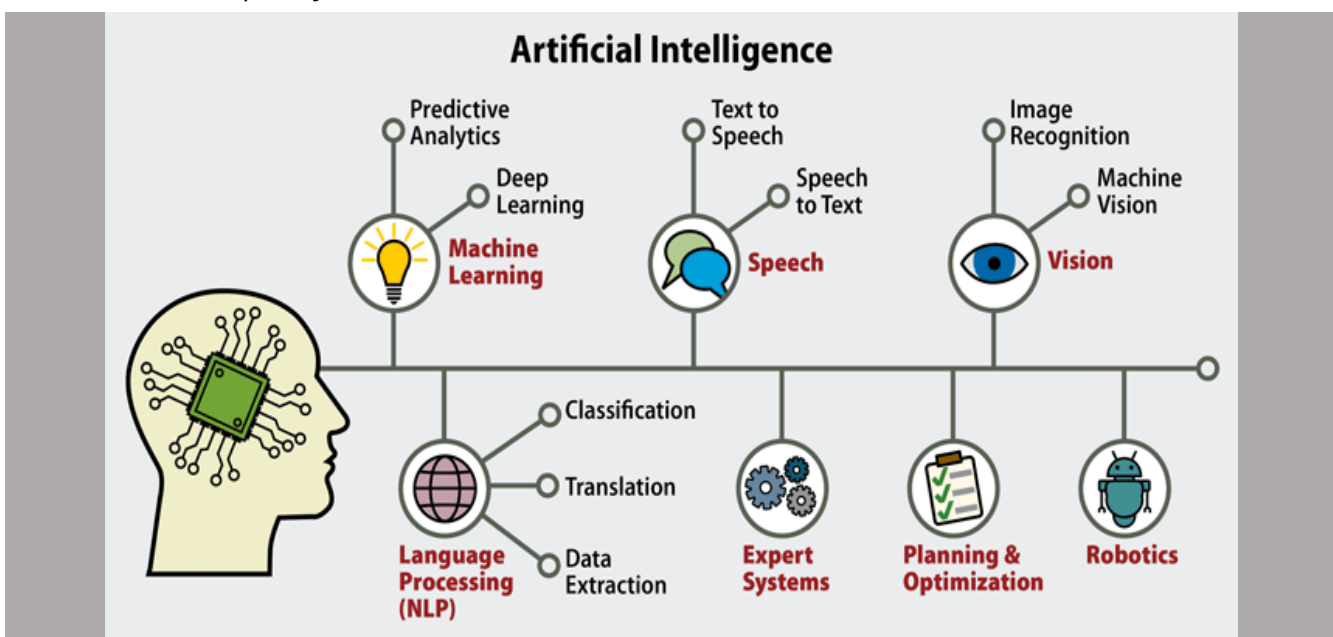 Artificial Intelligence
Predictive
Analytics
Deep
Learning
Machine
Learning
Text to
Speech
Speech
to Text
Speech
Image
Recognition
Machine
Vision
Vision
Classification
Translation
Data
Extraction
Language
Processing
(NLP)
Expert
Systems
Planning &
Optimization
Robotics